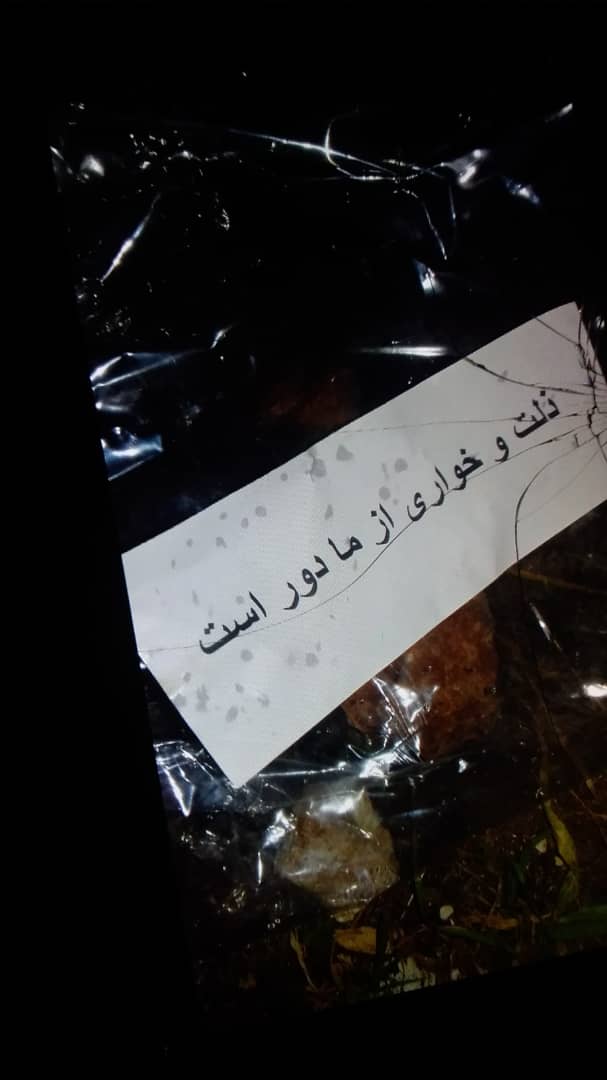 ذلت و خواری از ما دور است